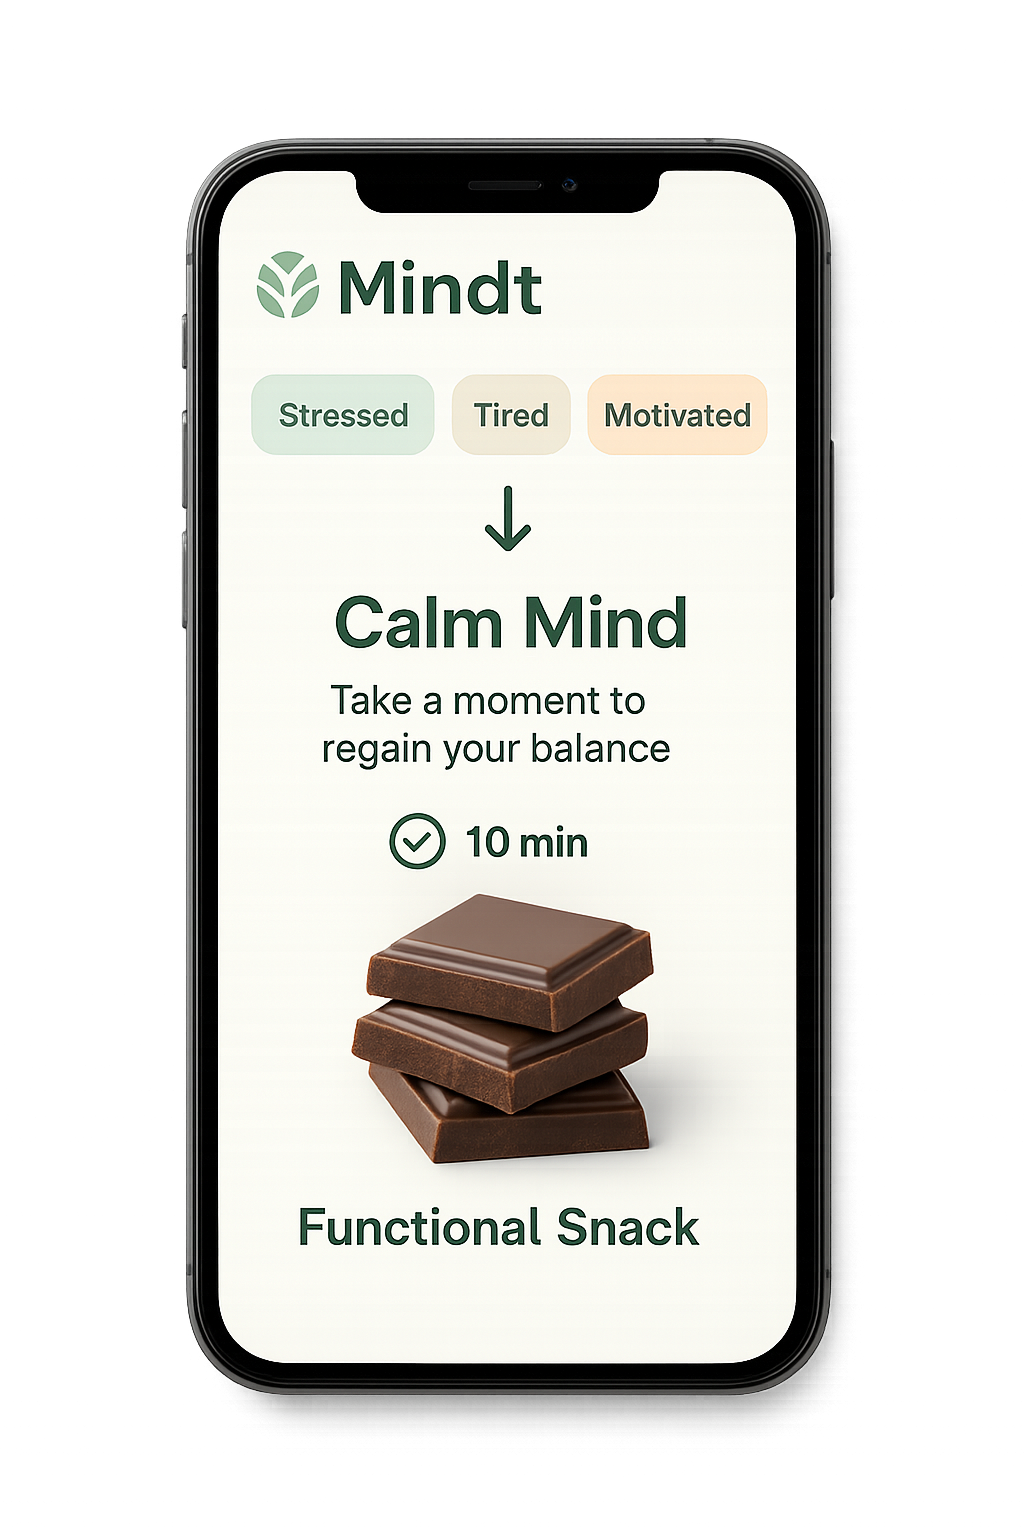 Mindt
Stressed Tired Motivated
Calm Mind
Take a moment to
regain your balance
10 min
Functional Snack